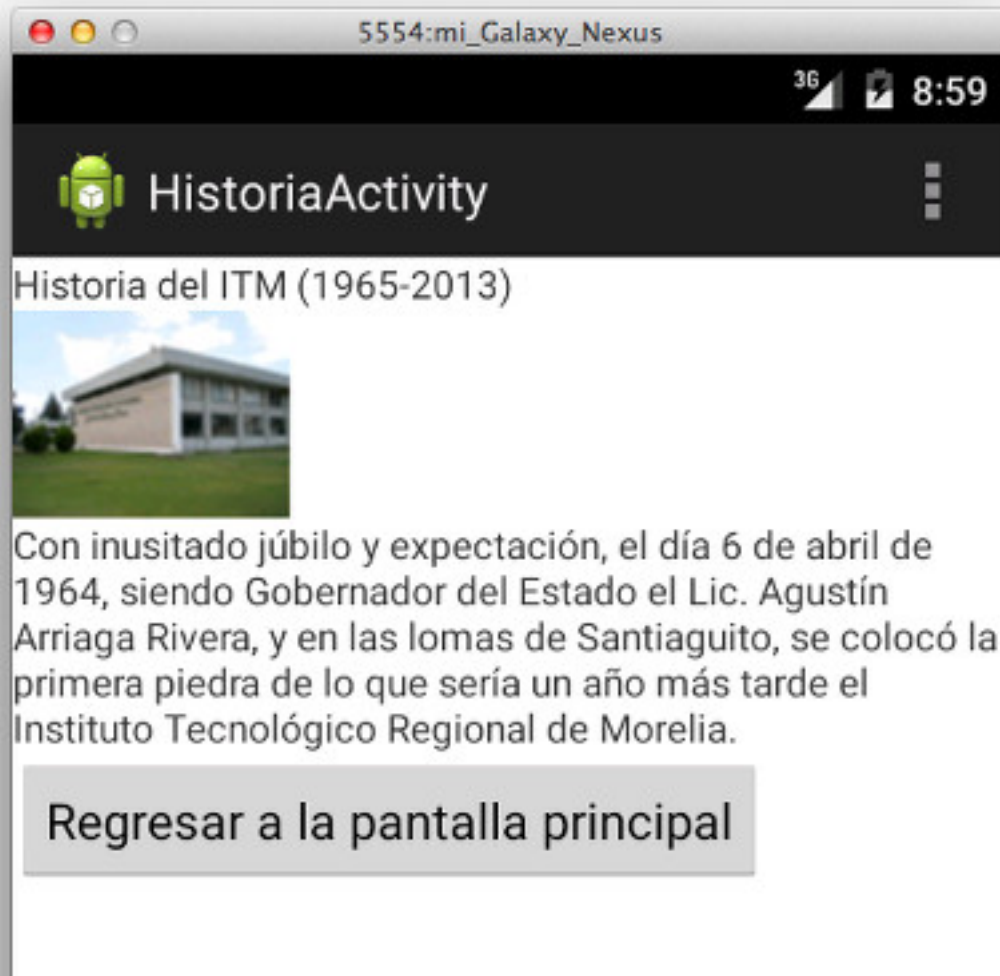 5554:mi_Galaxy_Nexus
3G 8:59
HistoriaActivity
Historia del ITM (1965-2013)
Con inusitado júbilo y expectación, el día 6 de abril de
1964, siendo Gobernador del Estado el Lic. Agustín
Arriaga Rivera, y en las lomas de Santiaguito, se colocó la
primera piedra de lo que sería un año más tarde el
Instituto Tecnológico Regional de Morelia.
Regresar a la pantalla principal